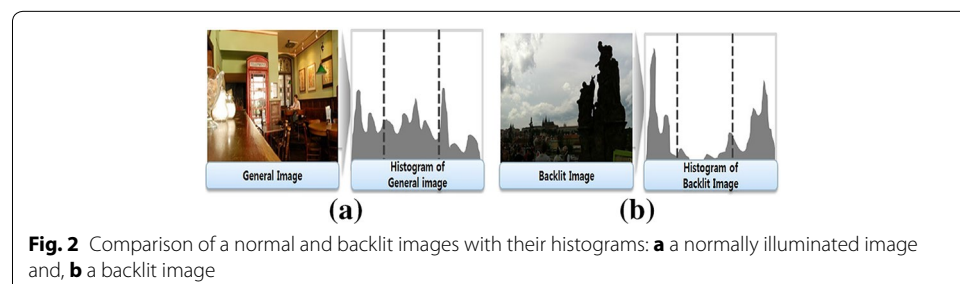 General Image
Histogram of
General image
Backlit Image
Histogram of
Backlit Image
(a)
(b)
Fig. 2 Comparison of a normal and backlit images with their histograms: a a normally illuminated image
and, b a backlit image